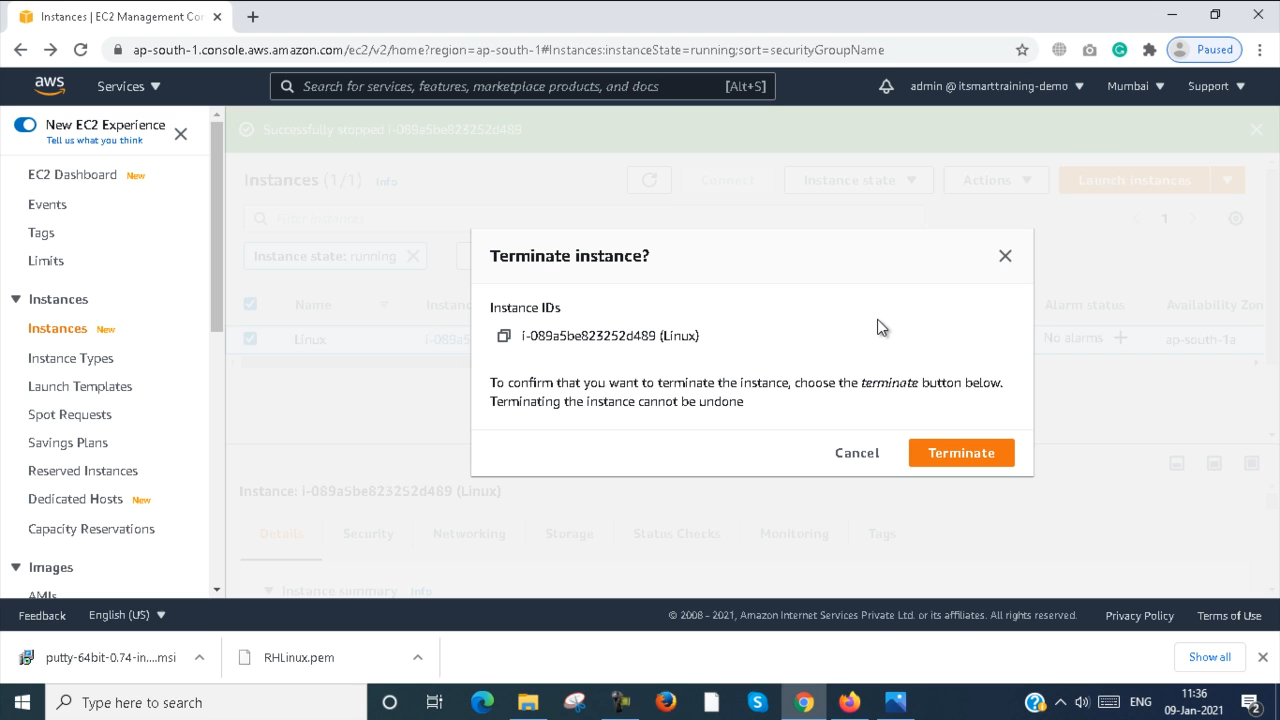 Instances | EC2 Management Cor
ap-south-1.console.aws.amazon.com/ec2/v2/home?region=ap-south-1#Instances:instanceState=running;sort=securityGroupName
Paused
aws
Services
Search for services, features, marketplace products, and docs
[Alt+S]
admin @ itsmarttraining-demo
Mumbai
Support
New EC2 Experience
Tell us what you think
EC2 Dashboard New
Events
Tags
Limits
Instances
Instances New
Instance Types
Launch Templates
Spot Requests
Savings Plans
Reserved Instances
Dedicated Hosts New
Capacity Reservations
Images
AMIs
Successfully stopped i-089a5be823252d489
Instances (1/1) Info
Connect
Instance state
Actions
Launch instances
Filter instances
1
Instance state: running
Name
Instanc
Alarm status
Availability Zon
Linux
i-089a5
No alarms
ap-south-1a
Terminate instance?
Instance IDs
i-089a5be823252d489 (Linux)
To confirm that you want to terminate the instance, choose the terminate button below.
Terminating the instance cannot be undone
Cancel
Terminate
Instance: i-089a5be823252d489 (Linux)
Details
Security
Networking
Storage
Status Checks
Monitoring
Tags
Instance summary Info
Feedback
English (US)
© 2008 - 2021, Amazon Internet Services Private Ltd. or its affiliates. All rights reserved.
Privacy Policy
Terms of Use
putty-64bit-0.74-in....msi
RHLinux.pem
Show all
Type here to search
ENG
11:36
09-Jan-2021
2